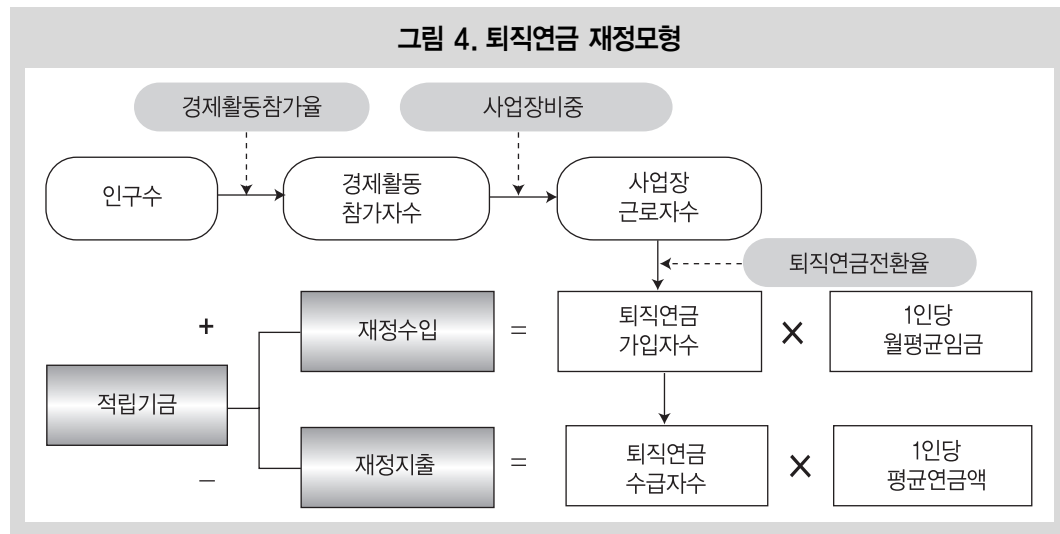 그림 4. 퇴직연금 재정모형
경제활동참가율
사업장비중
인구수
경제활동
참가자수
사업장
근로자수
퇴직연금전환율
+
재정수입
=
퇴직연금
가입자수
×
1인당
월평균임금
적립기금
−
재정지출
=
퇴직연금
수급자수
×
1인당
평균연금액